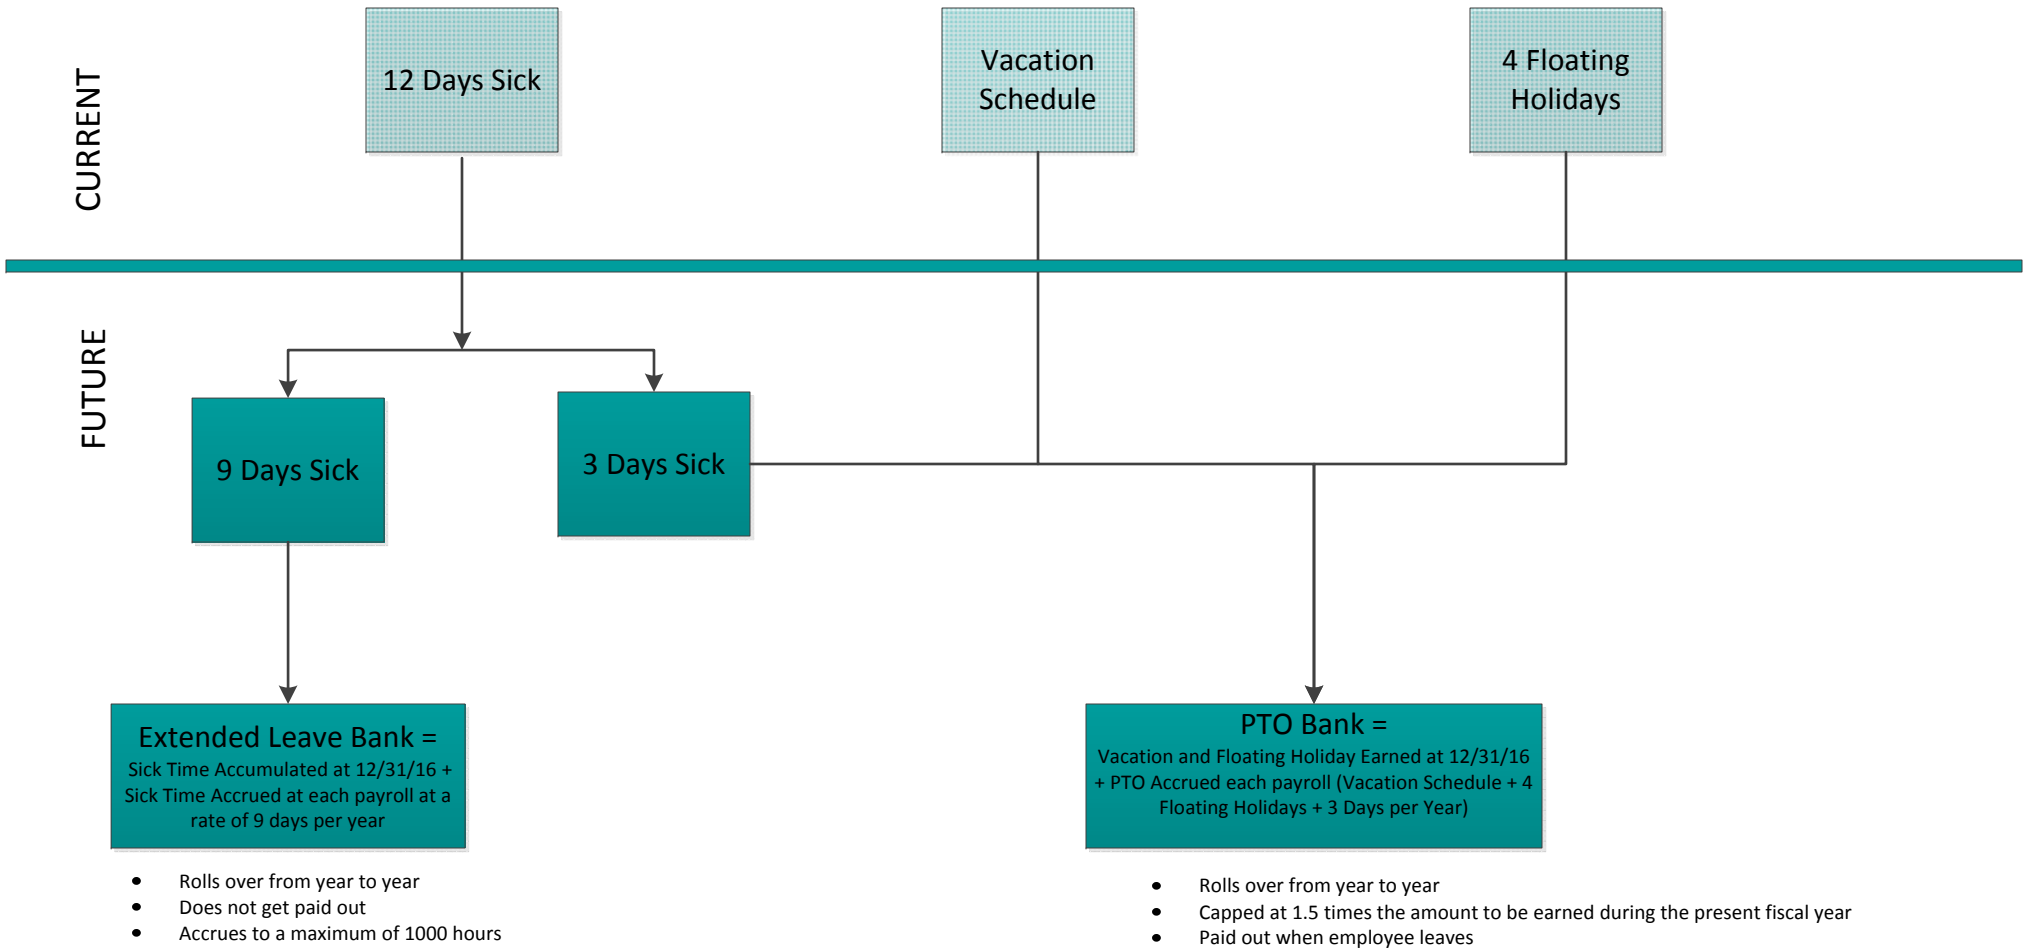 CURRENT
12 Days Sick
Vacation
Schedule
4 Floating
Holidays
FUTURE
9 Days Sick
3 Days Sick
Extended Leave Bank =
Sick Time Accumulated at 12/31/16 +
Sick Time Accrued at each payroll at a
rate of 9 days per year
PTO Bank =
Vacation and Floating Holiday Earned at 12/31/16
+ PTO Accrued each payroll (Vacation Schedule + 4
Floating Holidays + 3 Days per Year)
• Rolls over from year to year
• Does not get paid out
• Accrues to a maximum of 1000 hours
• Rolls over from year to year
• Capped at 1.5 times the amount to be earned during the present fiscal year
• Paid out when employee leaves